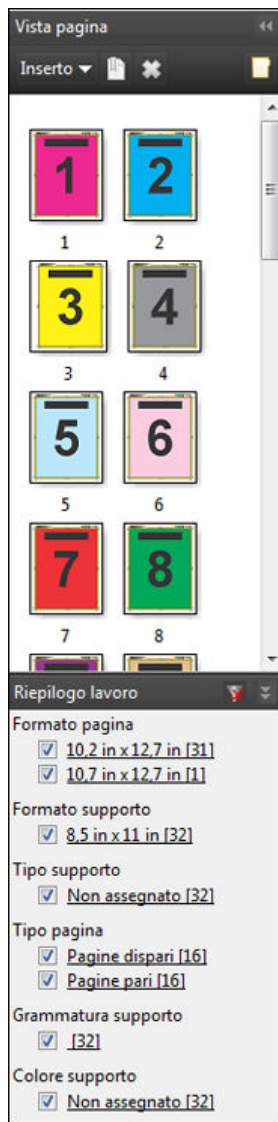 Vista pagina
Inserto
1 2
1 2
3 4
3 4
5 6
5 6
7 8
7 8
Riepilogo lavoro
Formato pagina
10,2 in x 12,7 in [31]
10,7 in x 12,7 in [1]
Formato supporto
8,5 in x 11 in [32]
Tipo supporto
Non assegnato [32]
Tipo pagina
Pagine dispari [16]
Pagine pari [16]
Grammatura supporto
[32]
Colore supporto
Non assegnato [32]